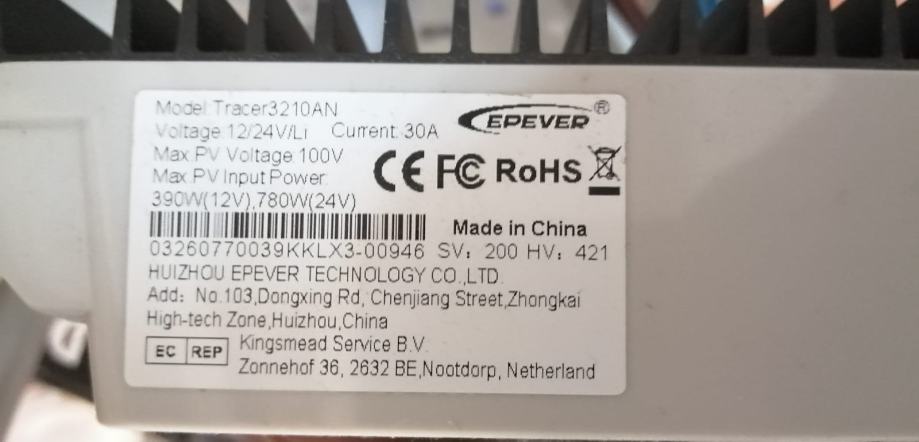 Model:Tracer3210AN
EPEVER®
Voltage:12/24V/Li Current: 30A
Max.PV Voltage:100V
Max.PV Input Power:
390W(12V),780W(24V)
CE FC RoHS
Made in China
03260770039KKLX3-00946 SV: 200 HV: 421
HUIZHOU EPEVER TECHNOLOGY CO.,LTD.
Add: No.103,Dongxing Rd, Chenjiang Street,Zhongkai
High-tech Zone,Huizhou,China
EC REP Kingsmead Service B.V.
Zonnehof 36, 2632 BE,Nootdorp, Netherland